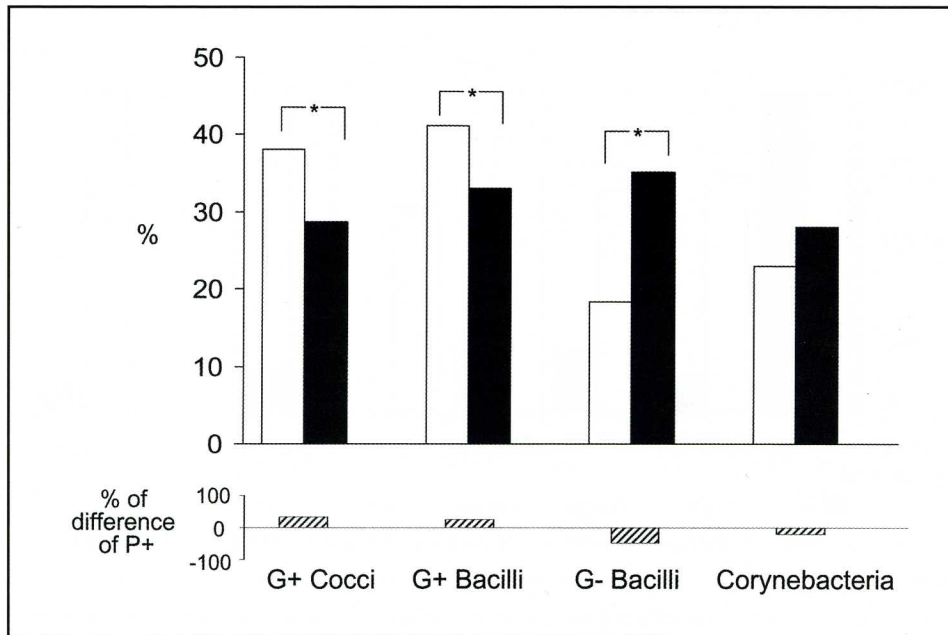 50
* * *
40
30
%
20
10
0
% of
difference
of P+
100
0
-100
G+ Cocci G+ Bacilli G- Bacilli Corynebacteria